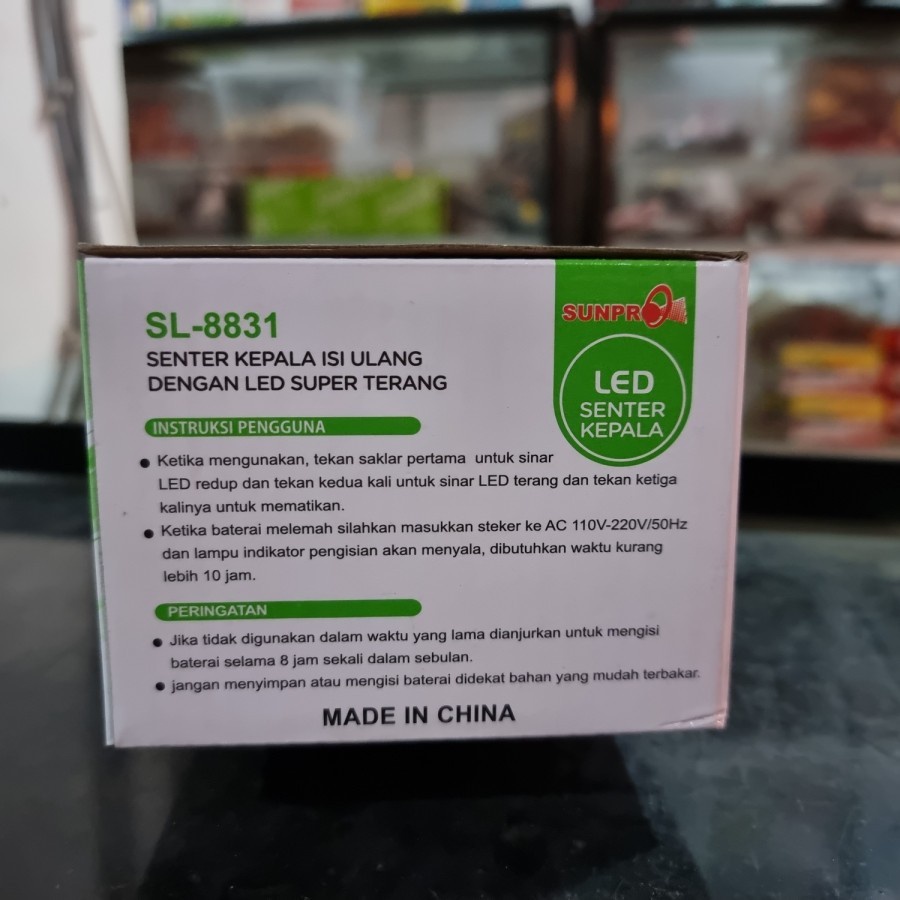 SL-8831
SENTER KEPALA ISI ULANG
DENGAN LED SUPER TERANG
SUNPRO
LED
SENTER
KEPALA
INSTRUKSI PENGGUNA
● Ketika mengunakan, tekan saklar pertama untuk sinar
LED redup dan tekan kedua kali untuk sinar LED terang dan tekan ketiga
kalinya untuk mematikan.
● Ketika baterai melemah silahkan masukkan steker ke AC 110V-220V/50Hz
dan lampu indikator pengisian akan menyala, dibutuhkan waktu kurang
lebih 10 jam.
PERINGATAN
● Jika tidak digunakan dalam waktu yang lama dianjurkan untuk mengisi
baterai selama 8 jam sekali dalam sebulan.
● jangan menyimpan atau mengisi baterai didekat bahan yang mudah terbakar.
MADE IN CHINA